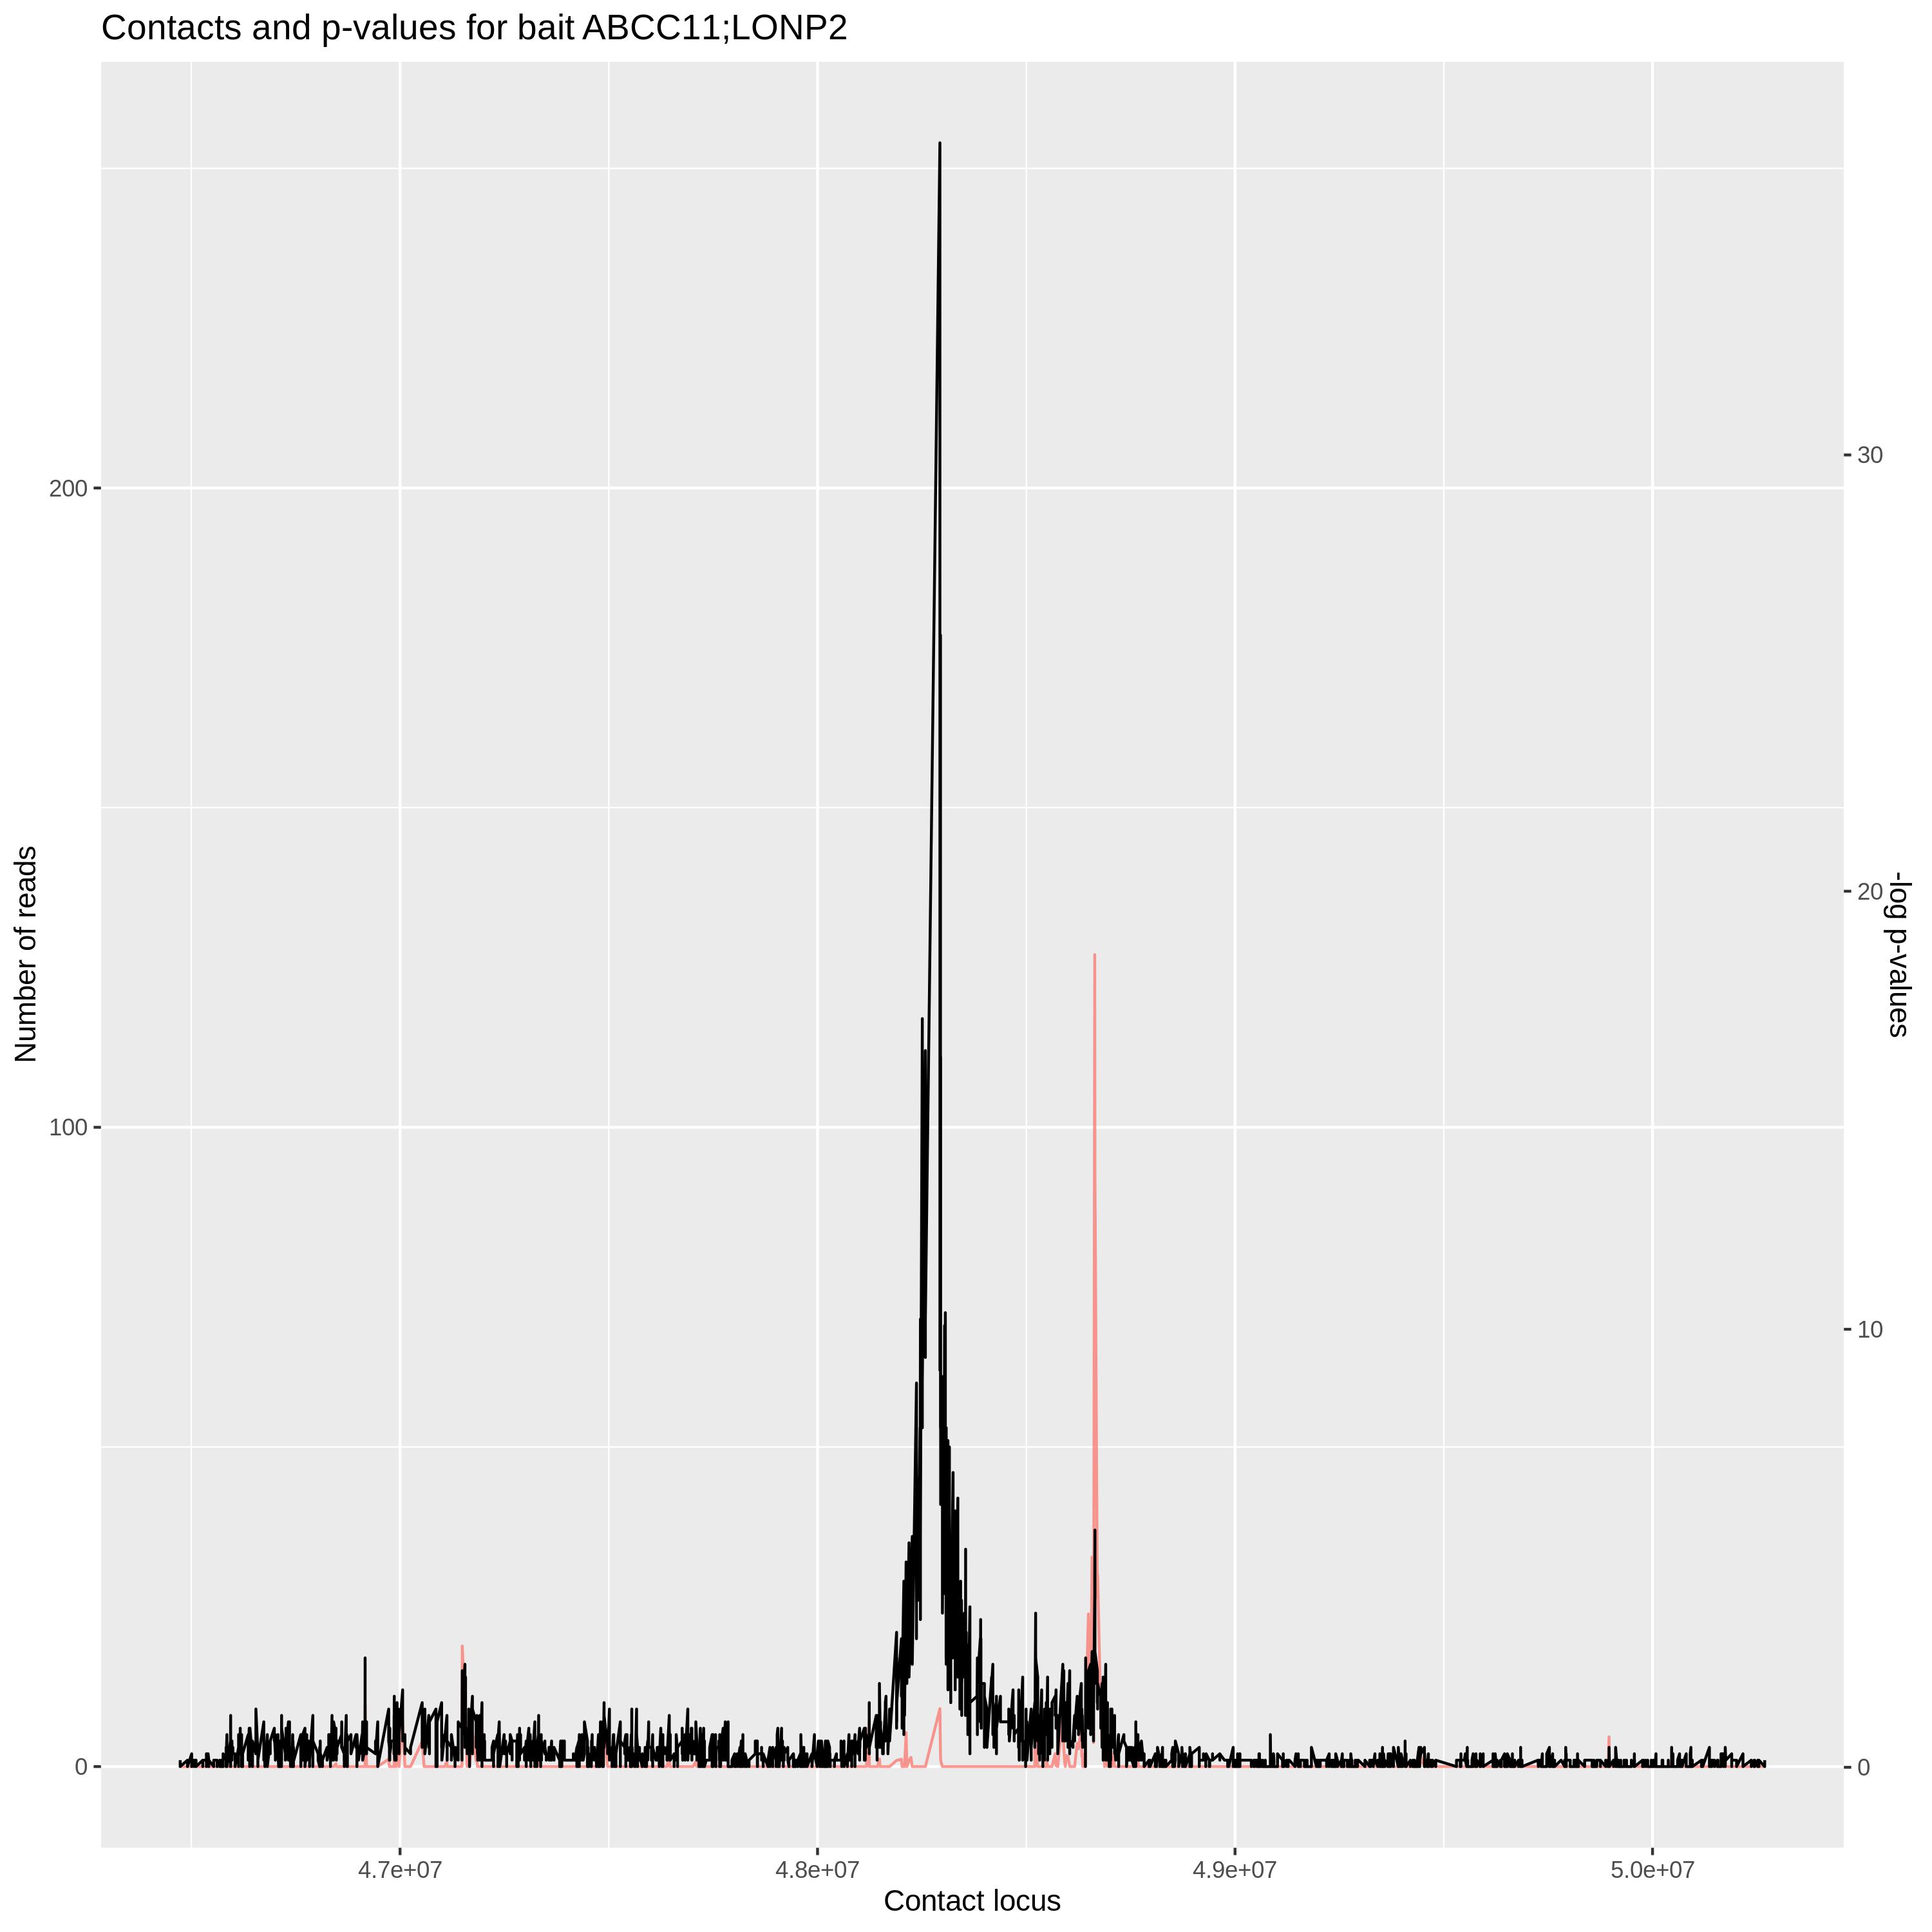 Contacts and p-values for bait ABCC11;LONP2
Number of reads
200
100
0
30
20
10
0
-log p-values
4.7e+07
4.8e+07
4.9e+07
5.0e+07
Contact locus